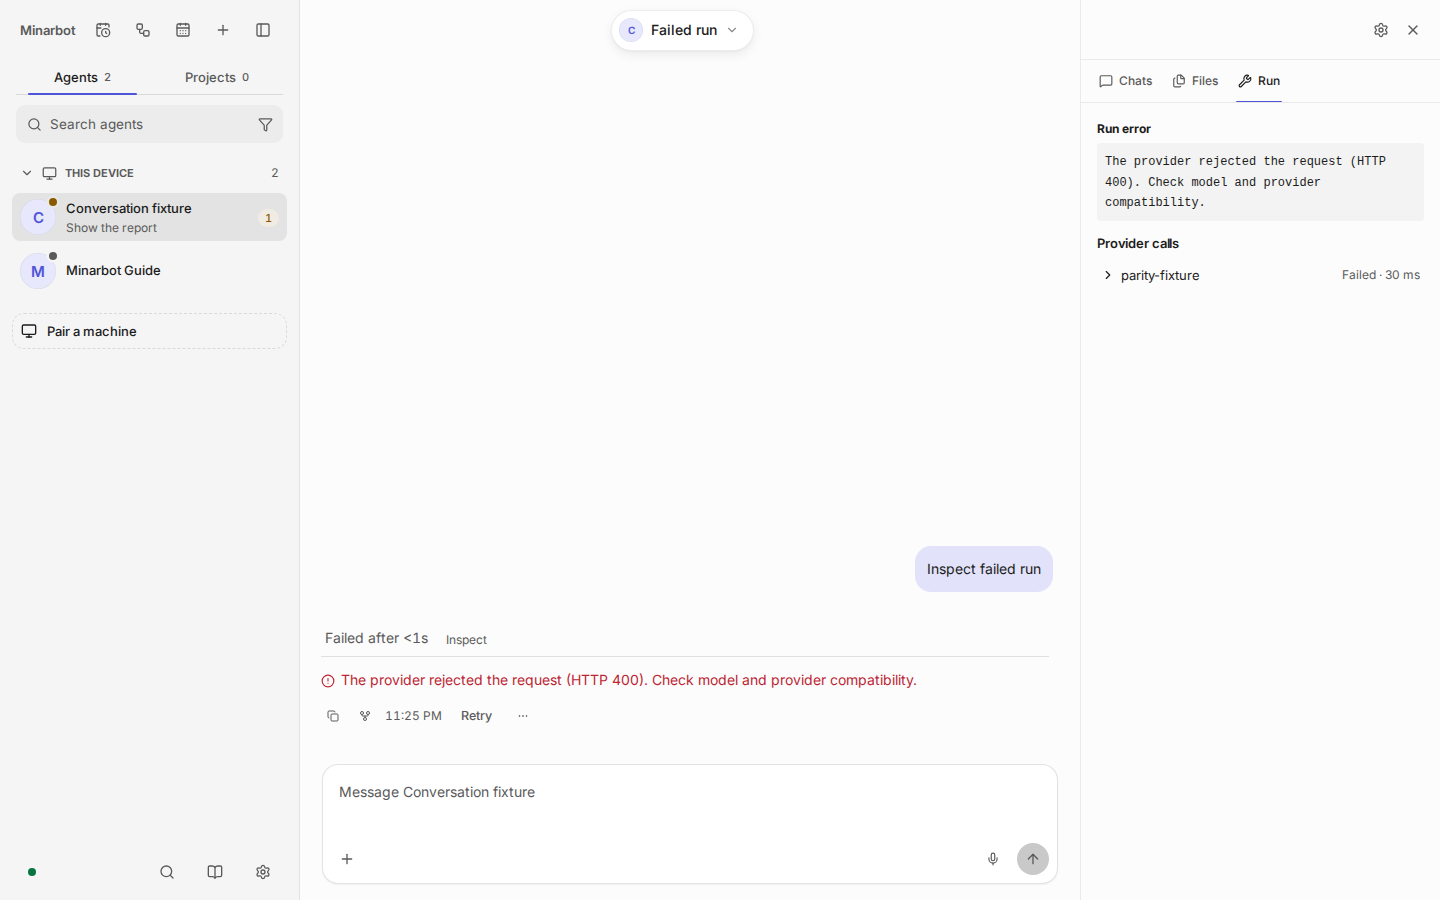 Minarbot
Agents 2
Projects 0
Search agents
THIS DEVICE 2
C
Conversation fixture
Show the report
1
M
Minarbot Guide
Pair a machine
C Failed run
Inspect failed run
Failed after <1s Inspect
The provider rejected the request (HTTP 400). Check model and provider compatibility.
11:25 PM Retry
Message Conversation fixture
Chats Files Run
Run error
The provider rejected the request (HTTP
400). Check model and provider
compatibility.
Provider calls
parity-fixture Failed · 30 ms